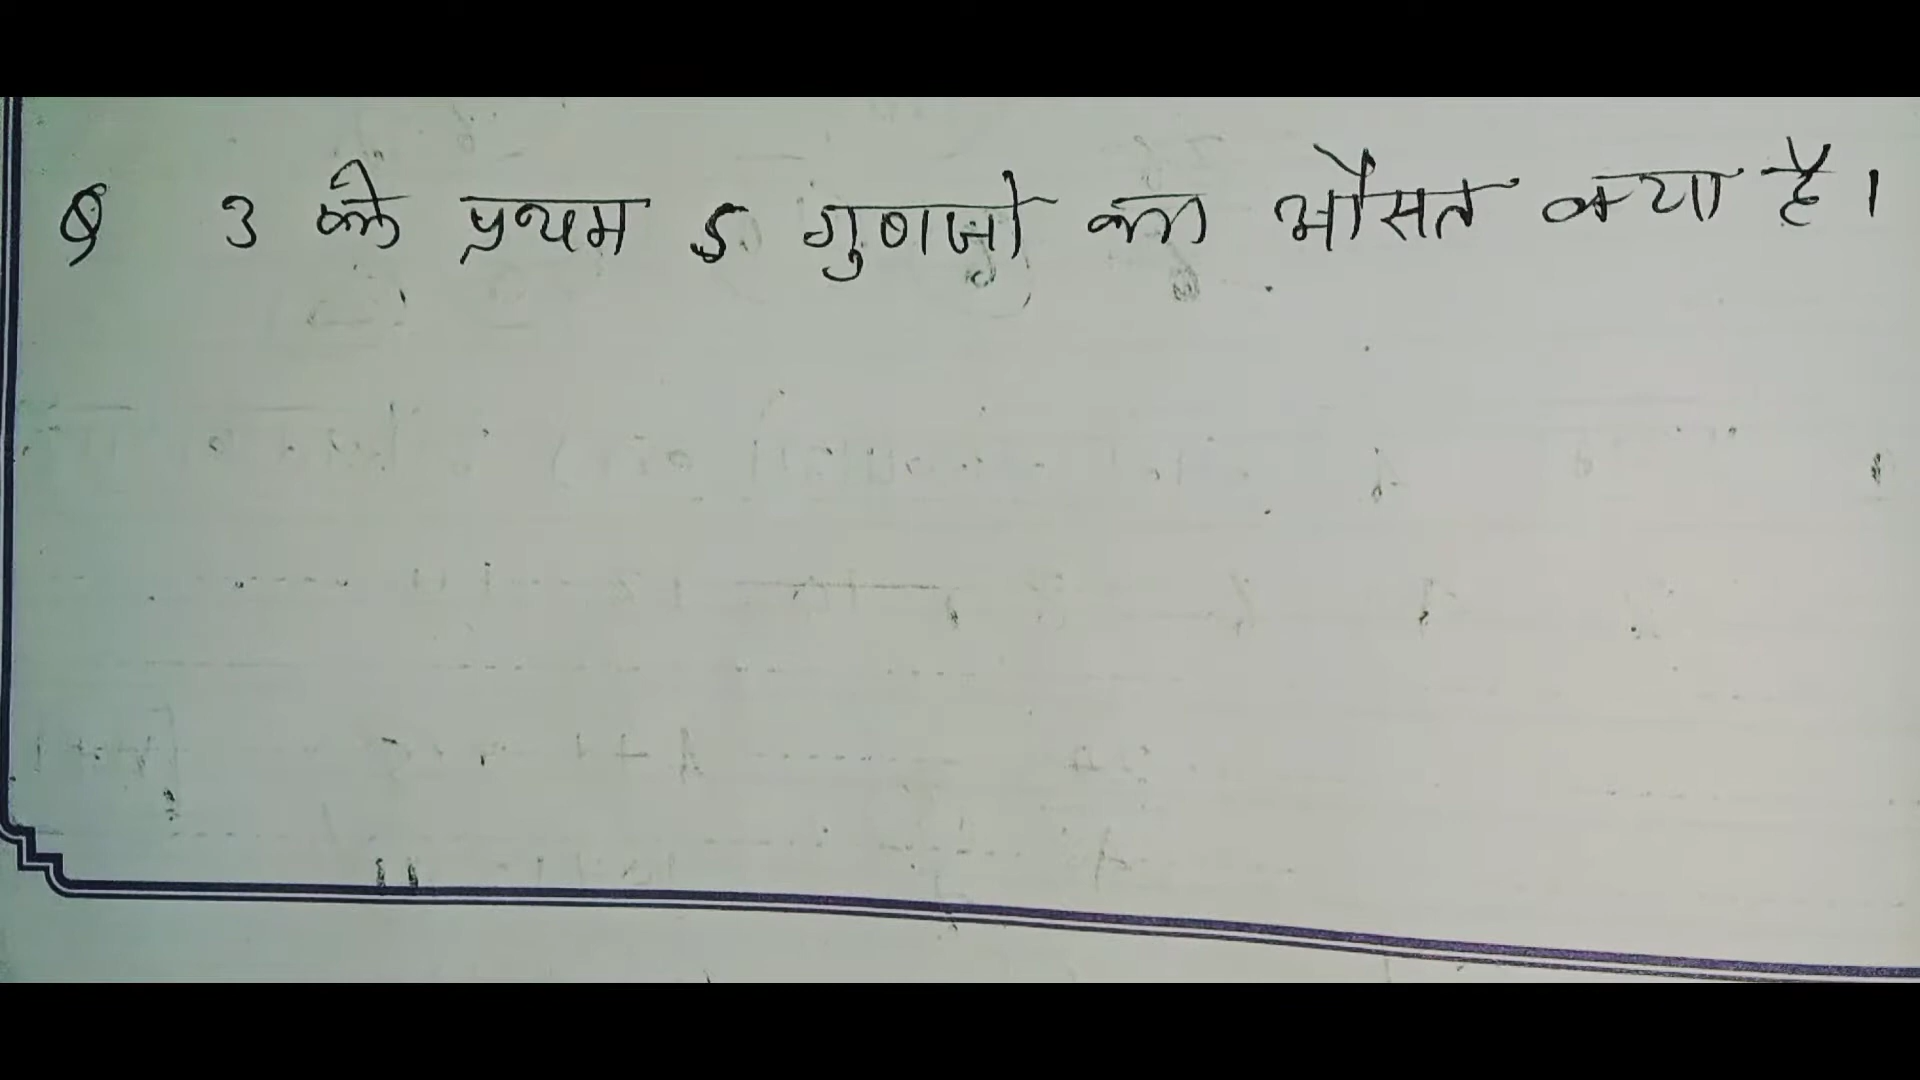 Q 3 के प्रथम 5 गुणजो का औसत क्या है।